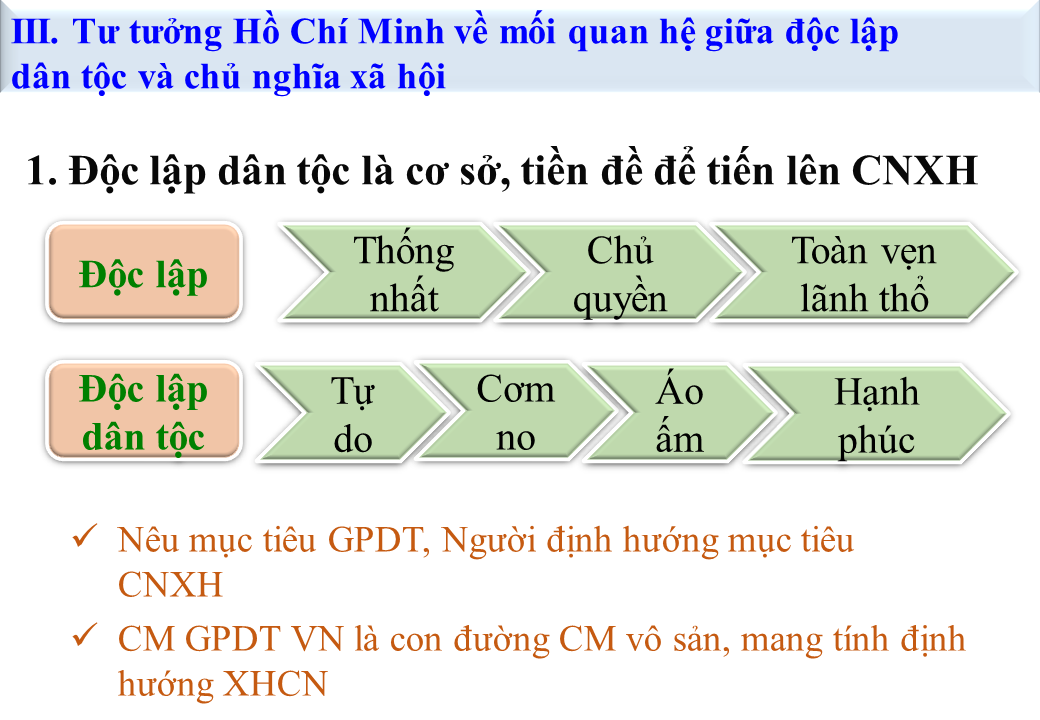 III. Tư tưởng Hồ Chí Minh về mối quan hệ giữa độc lập
dân tộc và chủ nghĩa xã hội
1. Độc lập dân tộc là cơ sở, tiền đề để tiến lên CNXH
Độc lập
Thống
nhất
Chủ
quyền
Toàn vẹn
lãnh thổ
Độc lập
dân tộc
Tự
do
Cơm
no
Áo
ấm
Hạnh
phúc
✓ Nêu mục tiêu GPDT, Người định hướng mục tiêu
CNXH
✓ CM GPDT VN là con đường CM vô sản, mang tính định
hướng XHCN